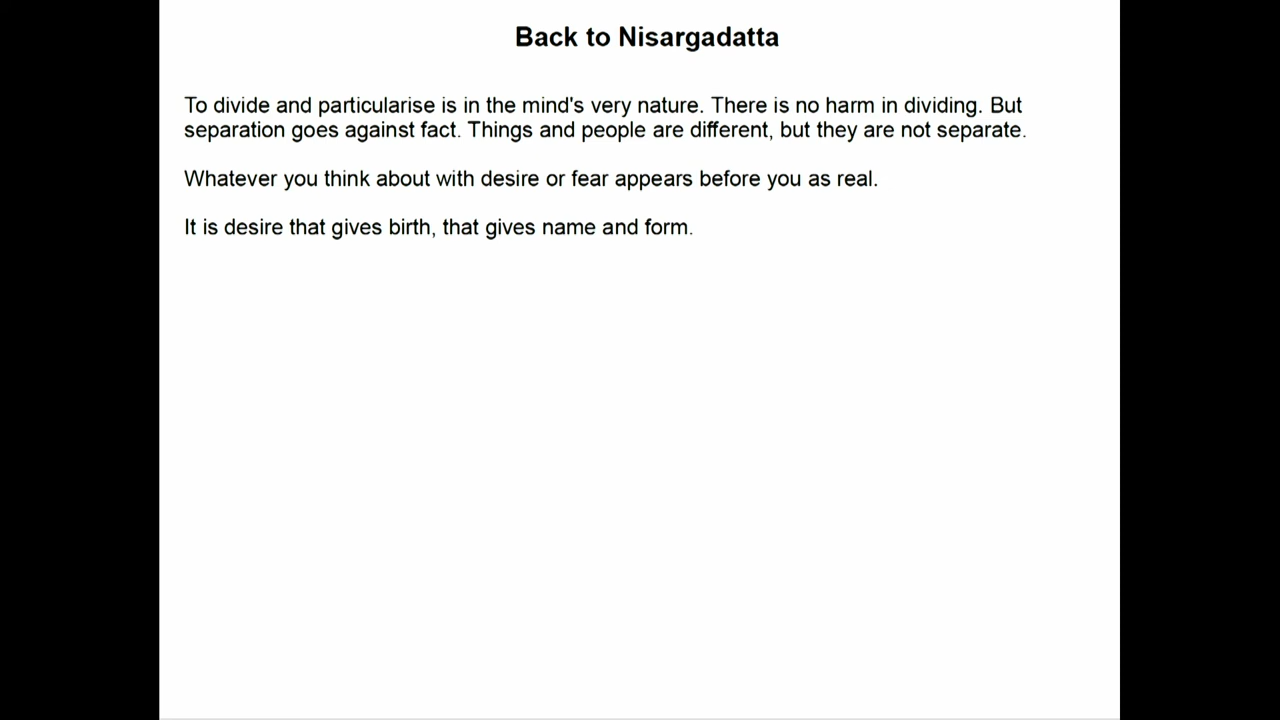 Back to Nisargadatta
To divide and particularise is in the mind's very nature. There is no harm in dividing. But
separation goes against fact. Things and people are different, but they are not separate.
Whatever you think about with desire or fear appears before you as real.
It is desire that gives birth, that gives name and form.